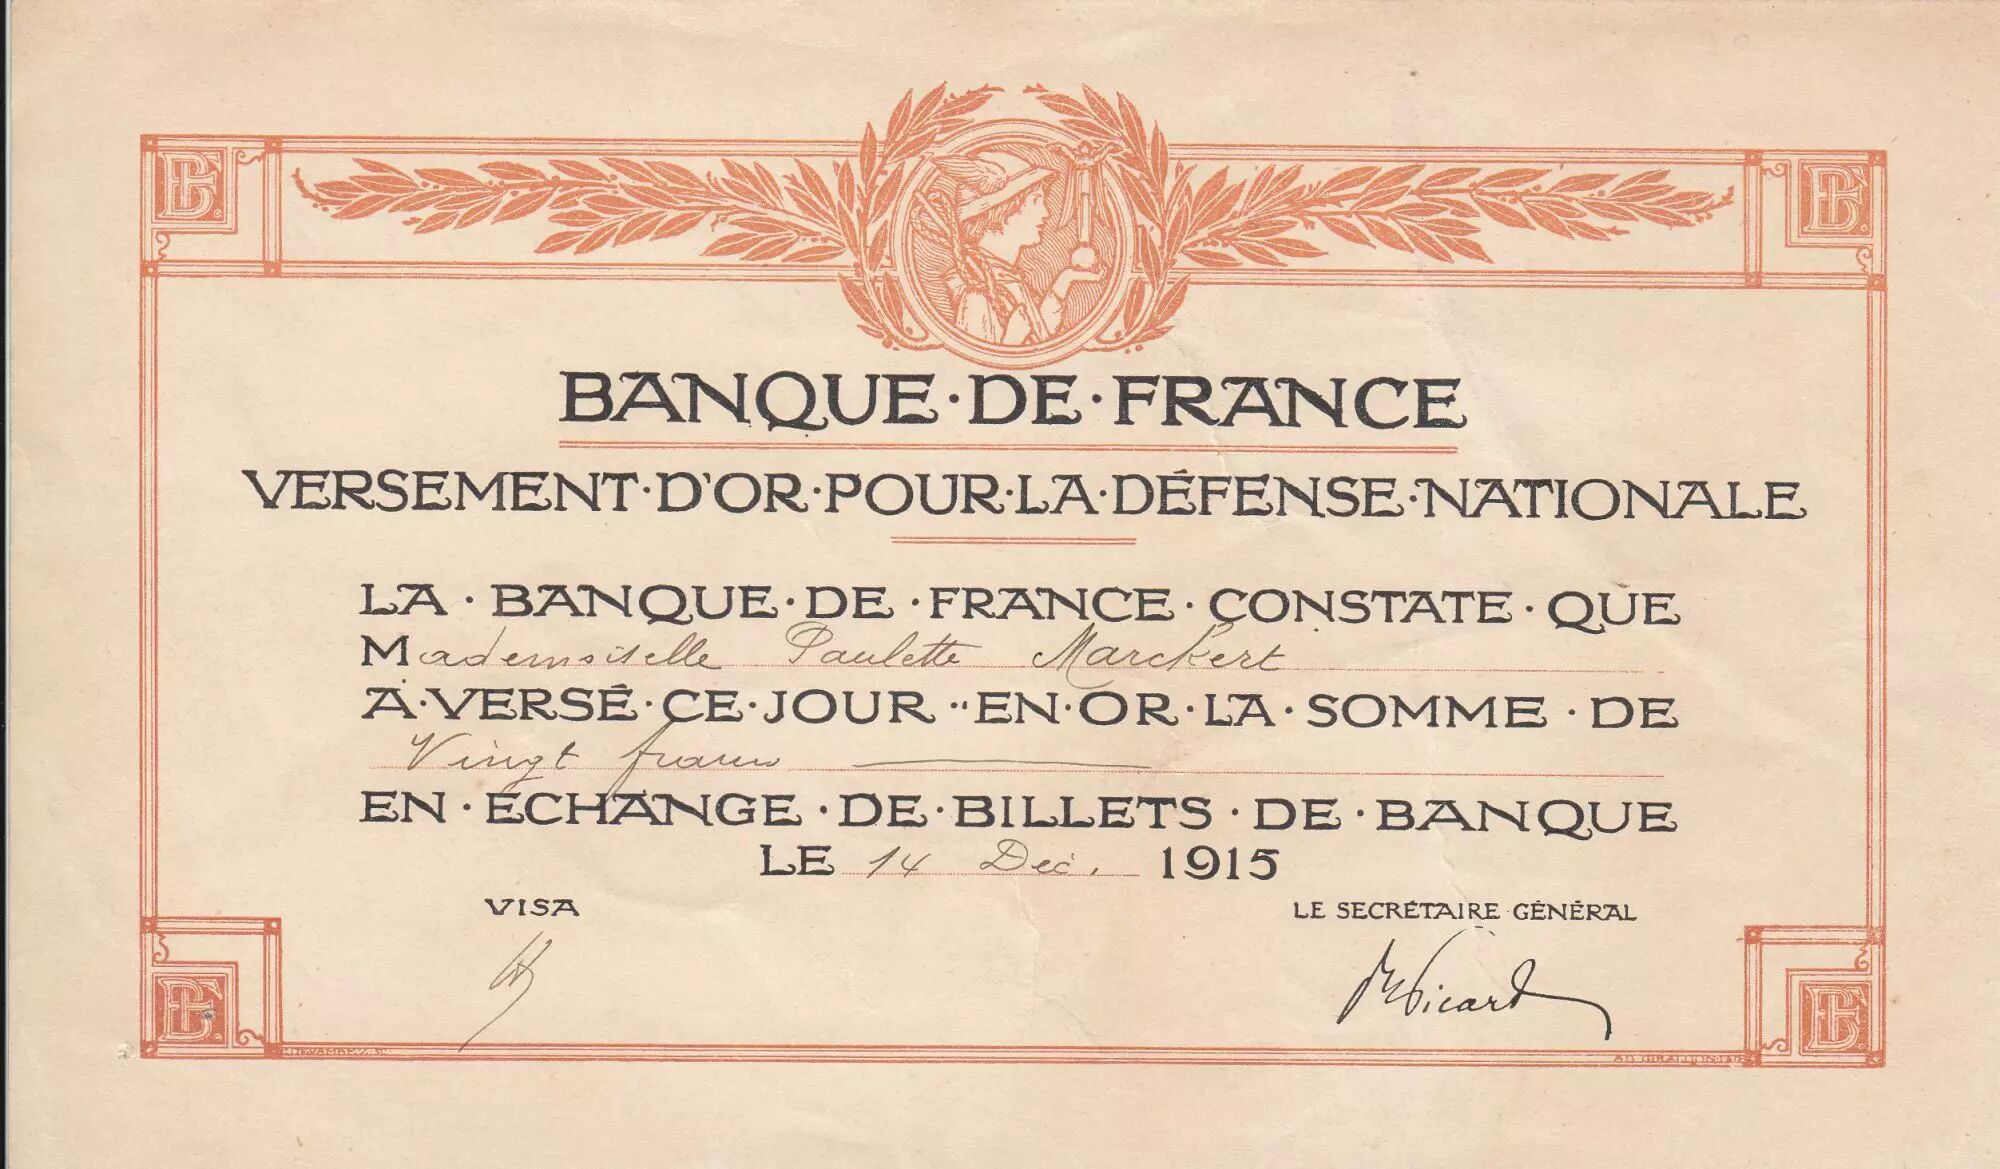 BANQUE·DE·FRANCE
VERSEMENT·D'OR·POUR·LA·DÉFENSE·NATIONALE
LA·BANQUE·DE·FRANCE·CONSTATE·QUE
Mademoiselle Paulette Marckert
A·VERSÉ·CE·JOUR··EN·OR·LA·SOMME·DE
Vingt francs
EN·ECHANGE·DE·BILLETS·DE·BANQUE
LE 14 Déc. 1915
VISA
LE SECRÉTAIRE GÉNÉRAL
Picard